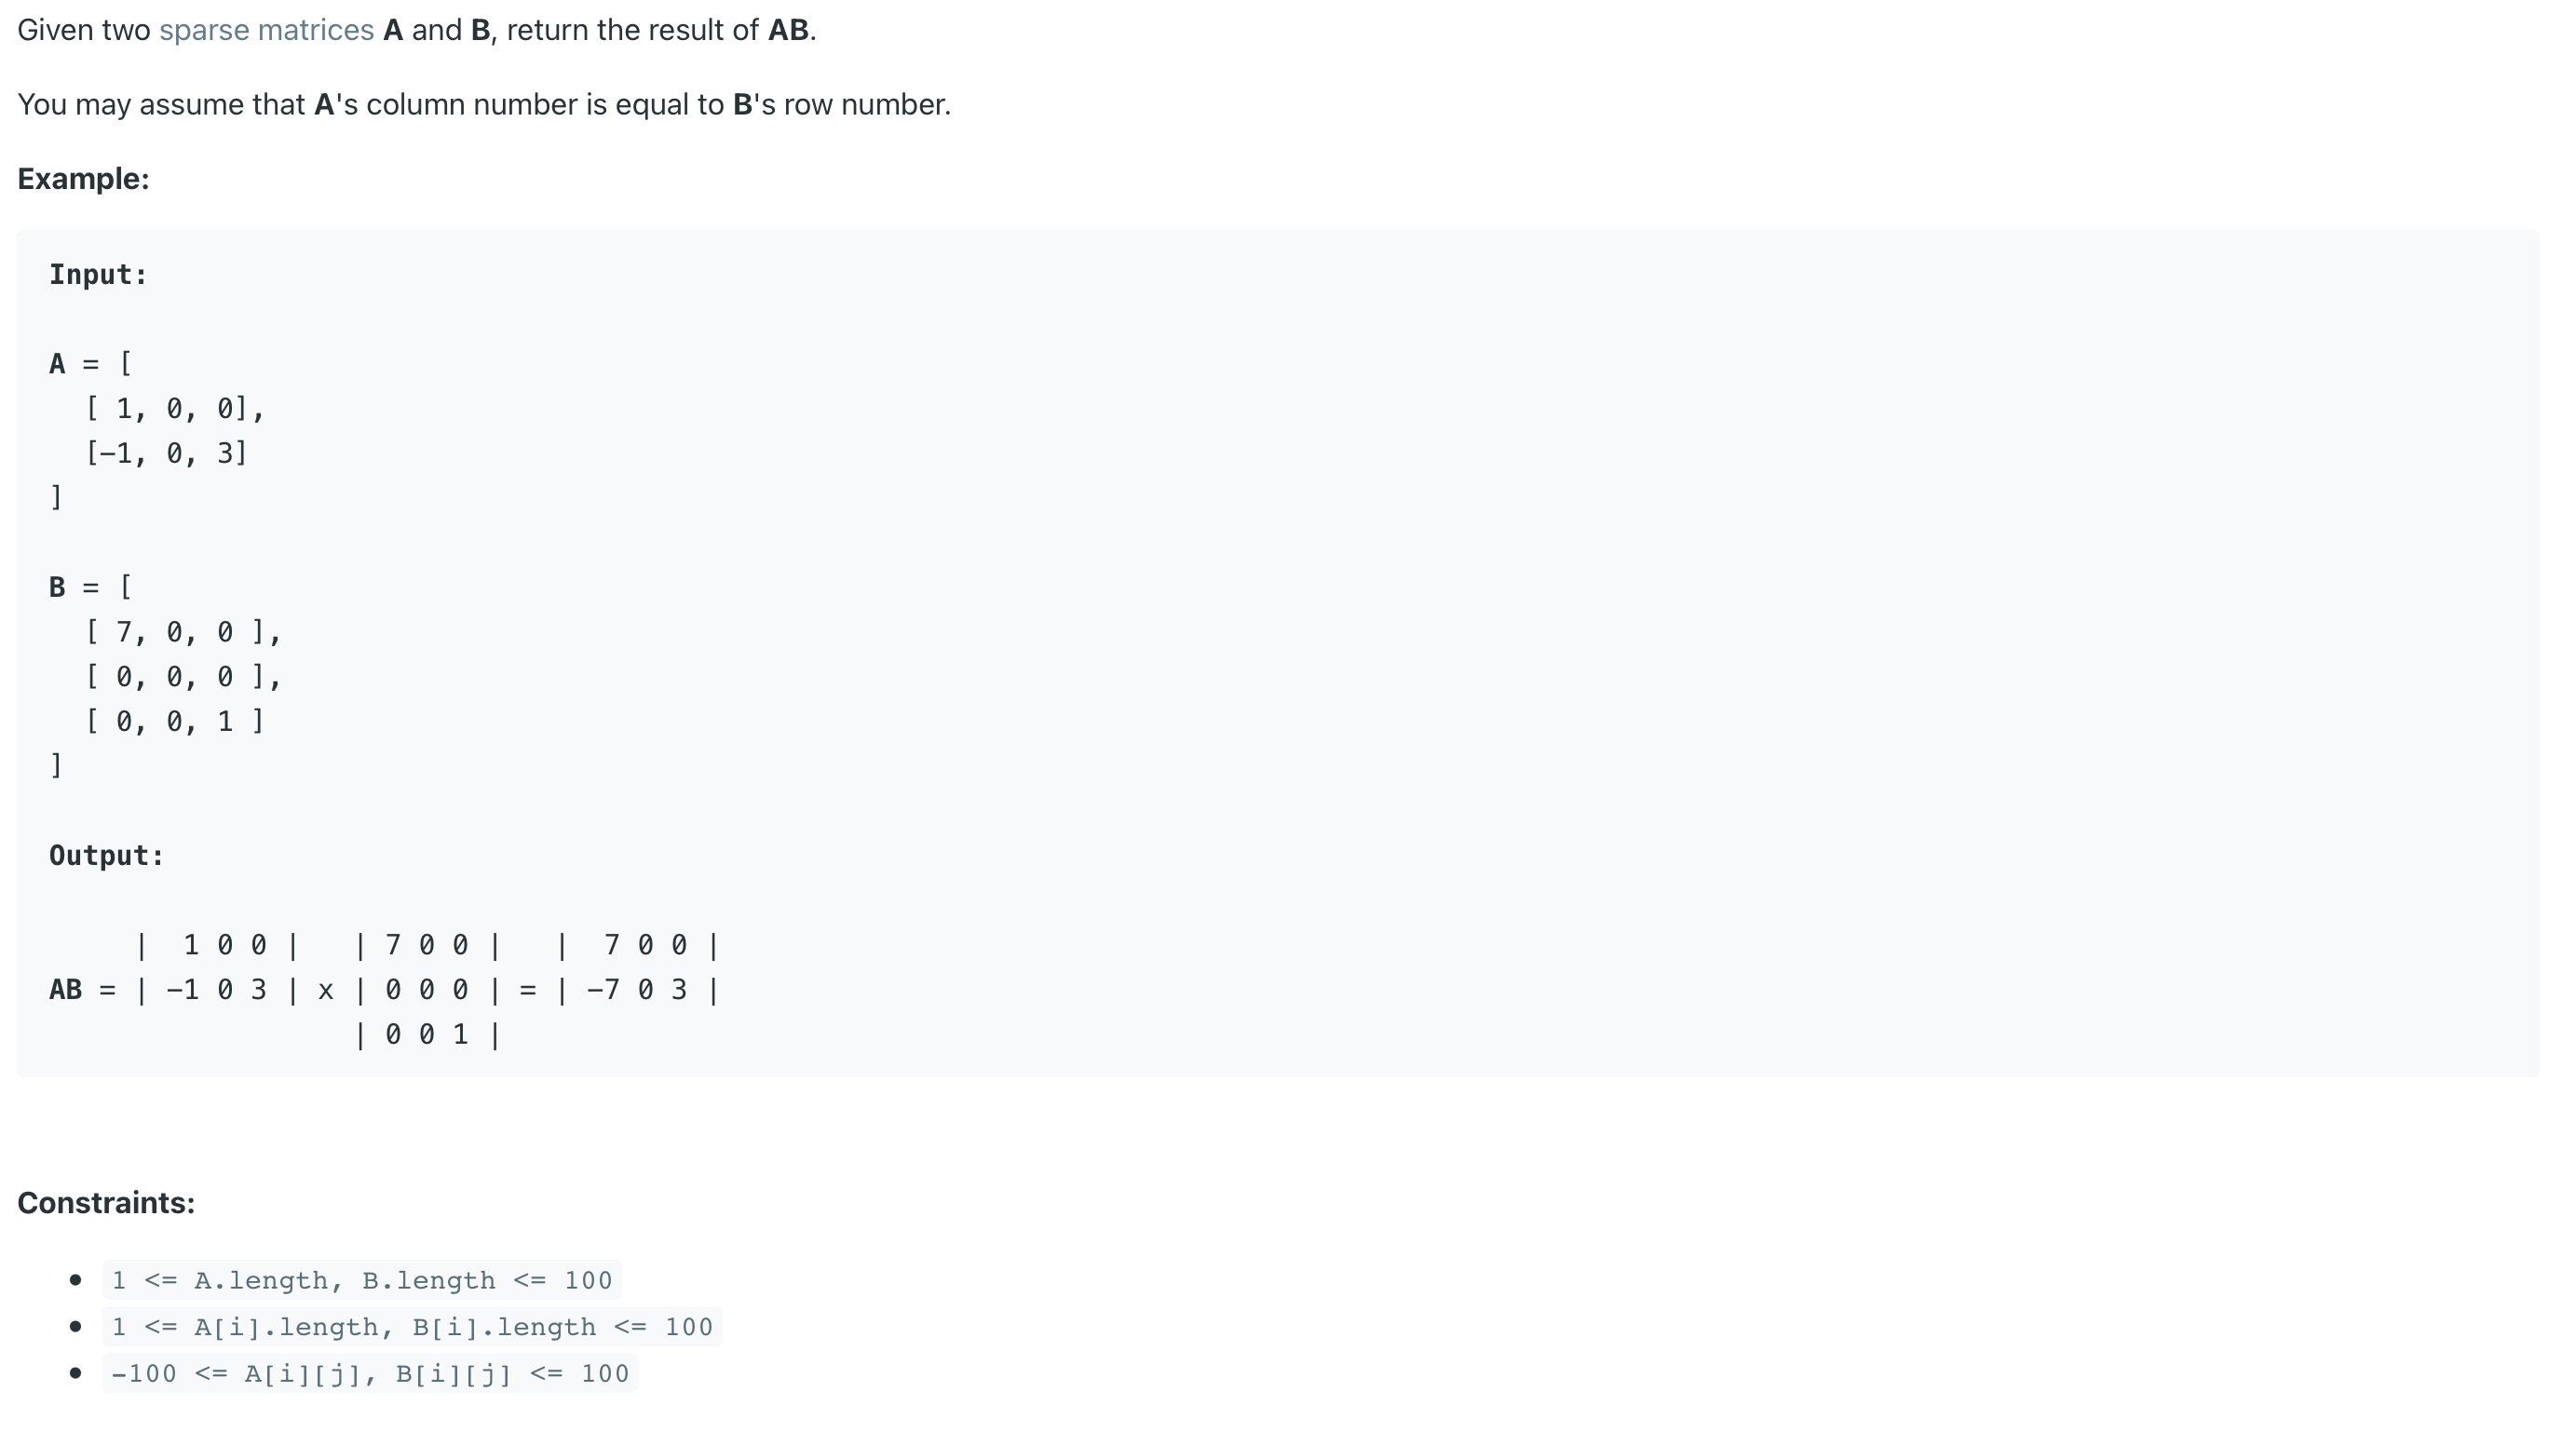 Given two sparse matrices A and B, return the result of AB.
You may assume that A's column number is equal to B's row number.
Example:
Input:
A = [
  [ 1, 0, 0],
  [-1, 0, 3]
]
B = [
  [ 7, 0, 0 ],
  [ 0, 0, 0 ],
  [ 0, 0, 1 ]
]
Output:
     |  1 0 0 |   | 7 0 0 |   |  7 0 0 |
AB = | -1 0 3 | x | 0 0 0 | = | -7 0 3 |
                  | 0 0 1 |
Constraints:
• 1 <= A.length, B.length <= 100
• 1 <= A[i].length, B[i].length <= 100
• -100 <= A[i][j], B[i][j] <= 100